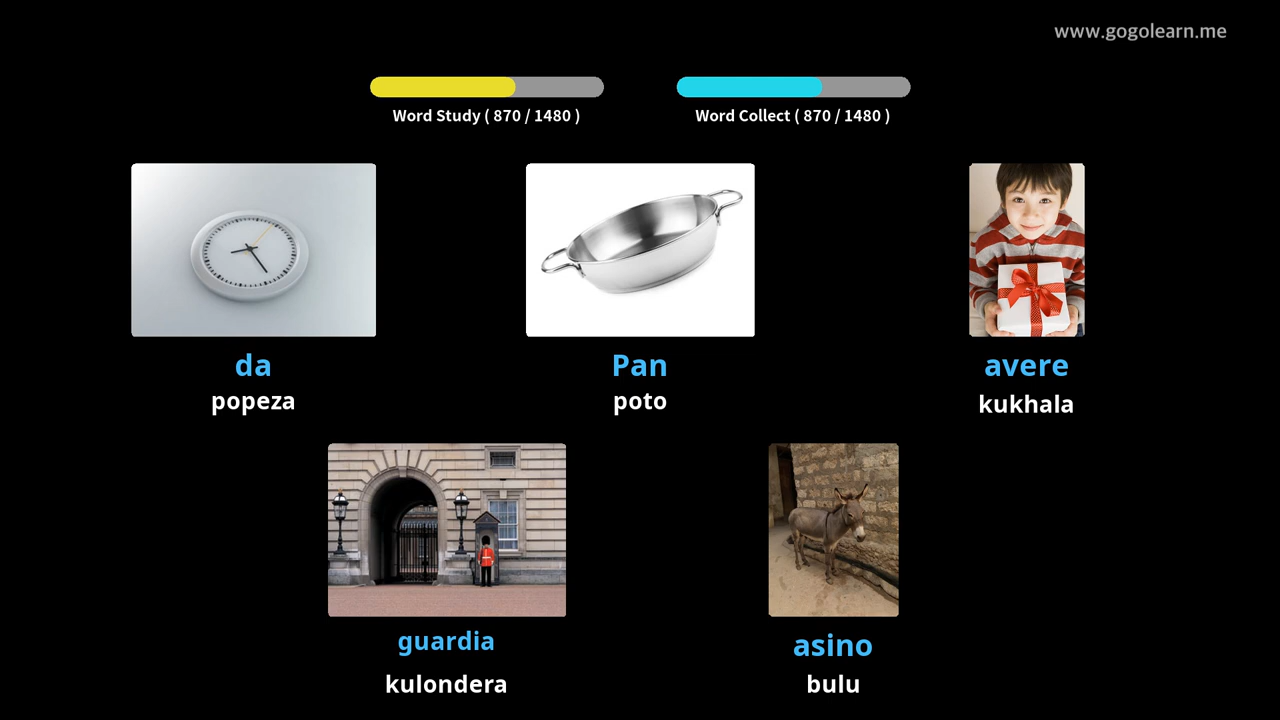 www.gogolearn.me
Word Study ( 870 / 1480 )
Word Collect ( 870 / 1480 )
da
popeza
Pan
poto
avere
kukhala
guardia
kulondera
asino
bulu